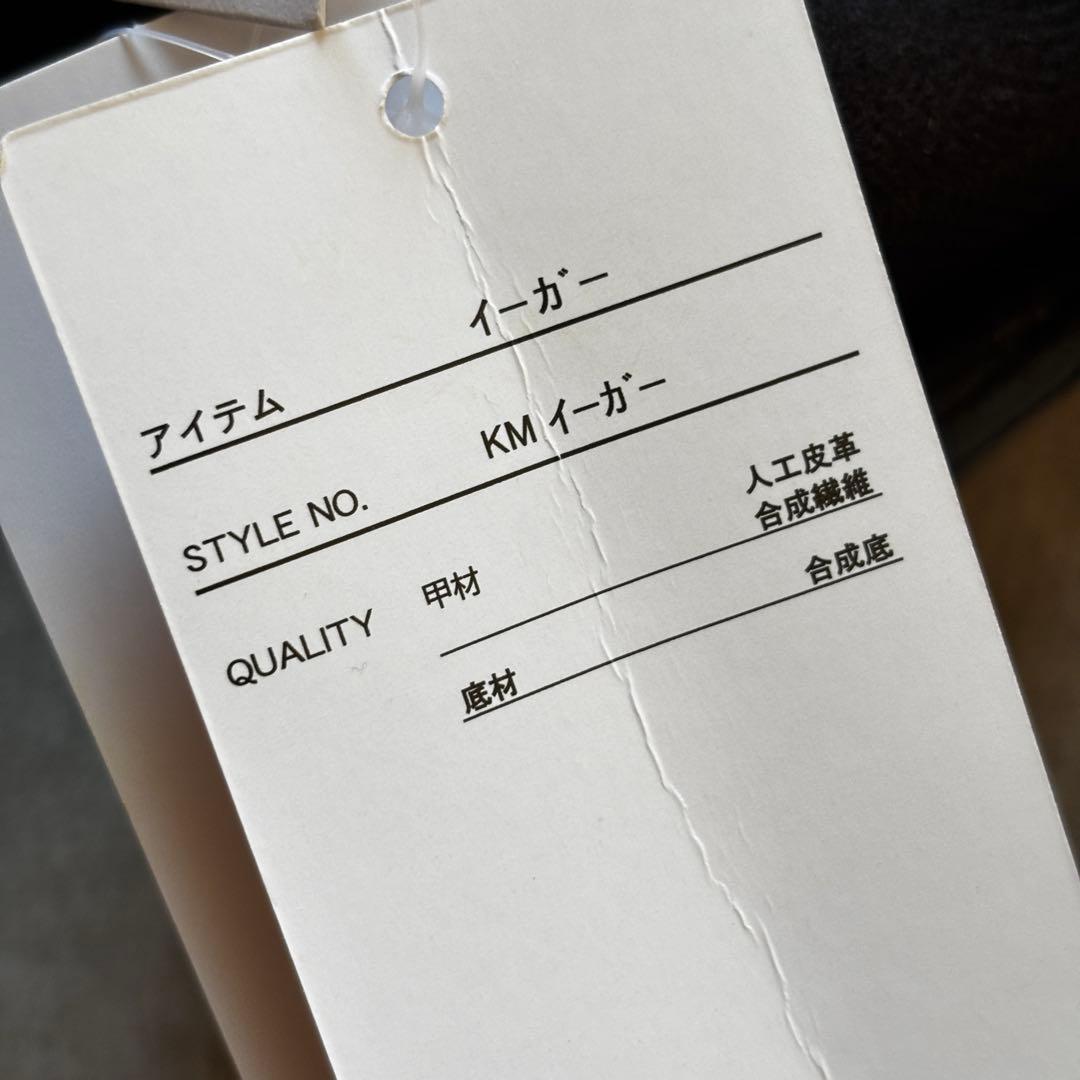 アイテム イーガー
STYLE NO. KM イーガー
QUALITY 甲材 人工皮革
合成繊維
底材 合成底